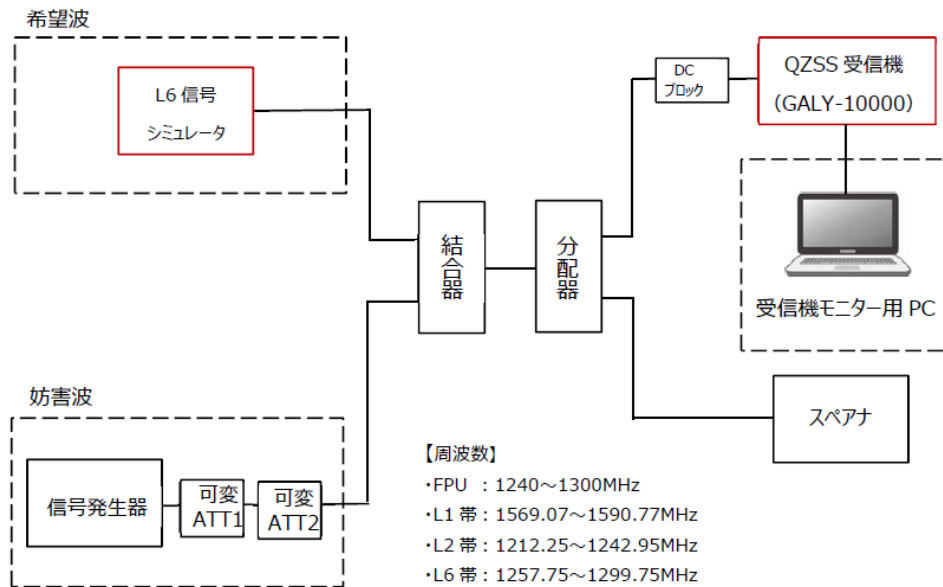 希望波
L6 信号
シミュレータ
DC
ブロック
QZSS 受信機
（GALY-10000）
結合器
分配器
受信機モニター用 PC
妨害波
信号発生器
可変
ATT1
可変
ATT2
スペアナ
【周波数】
・FPU ：1240～1300MHz
・L1 帯：1569.07～1590.77MHz
・L2 帯：1212.25～1242.95MHz
・L6 帯：1257.75～1299.75MHz